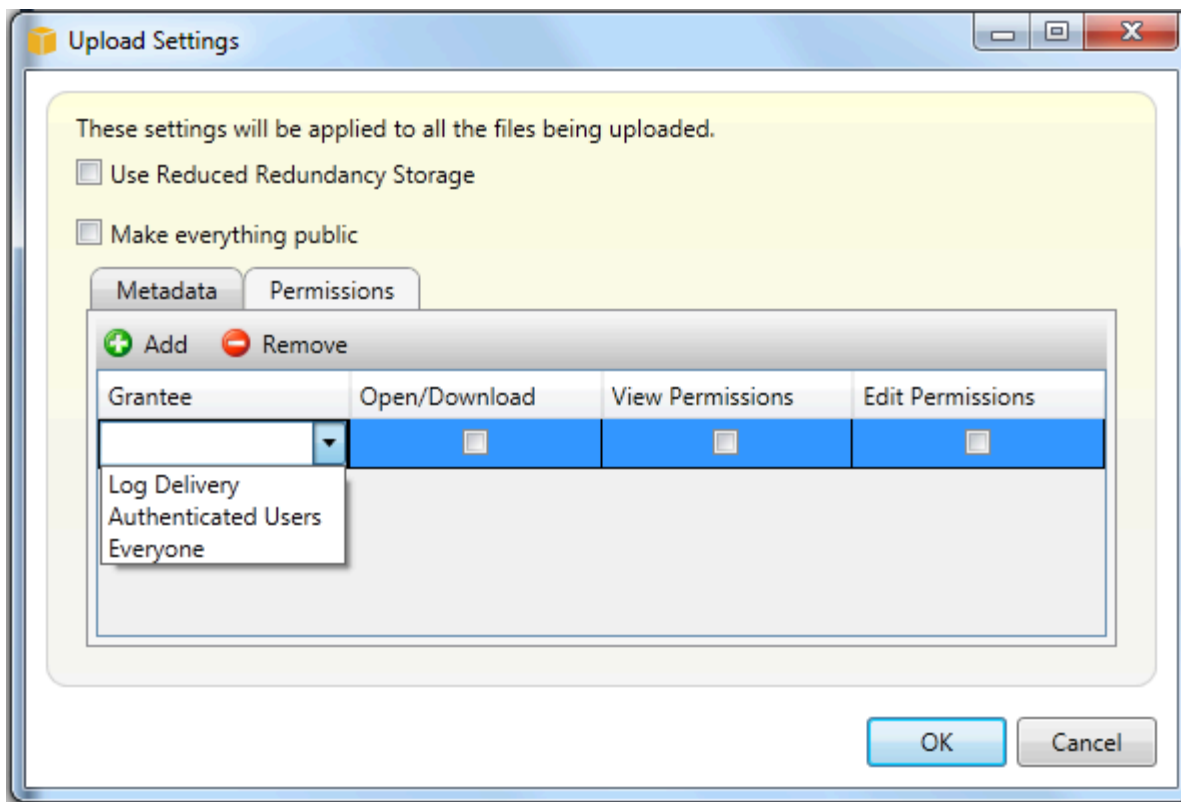 Upload Settings
These settings will be applied to all the files being uploaded.
Use Reduced Redundancy Storage
Make everything public
Metadata Permissions
Add Remove
Grantee Open/Download View Permissions Edit Permissions
Log Delivery
Authenticated Users
Everyone
OK Cancel